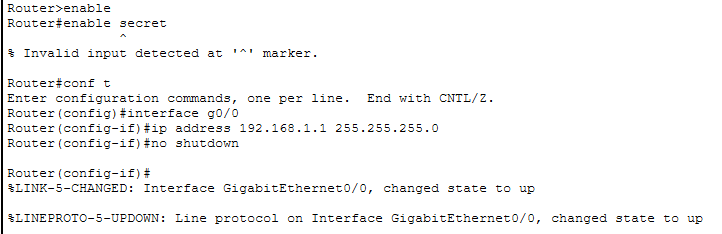 Router>enable
Router#enable secret
^
% Invalid input detected at '^' marker.
Router#conf t
Enter configuration commands, one per line.  End with CNTL/Z.
Router(config)#interface g0/0
Router(config-if)#ip address 192.168.1.1 255.255.255.0
Router(config-if)#no shutdown
Router(config-if)#
%LINK-5-CHANGED: Interface GigabitEthernet0/0, changed state to up
%LINEPROTO-5-UPDOWN: Line protocol on Interface GigabitEthernet0/0, changed state to up